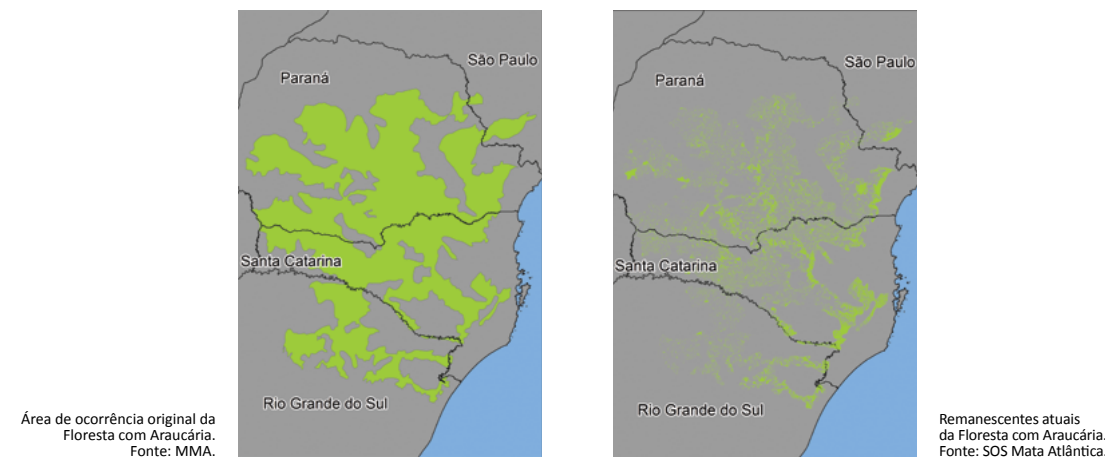 São Paulo
Paraná
Santa Catarina
Rio Grande do Sul
Área de ocorrência original da
Floresta com Araucária.
Fonte: MMA.
São Paulo
Paraná
Santa Catarina
Rio Grande do Sul
Remanescentes atuais
da Floresta com Araucária.
Fonte: SOS Mata Atlântica.